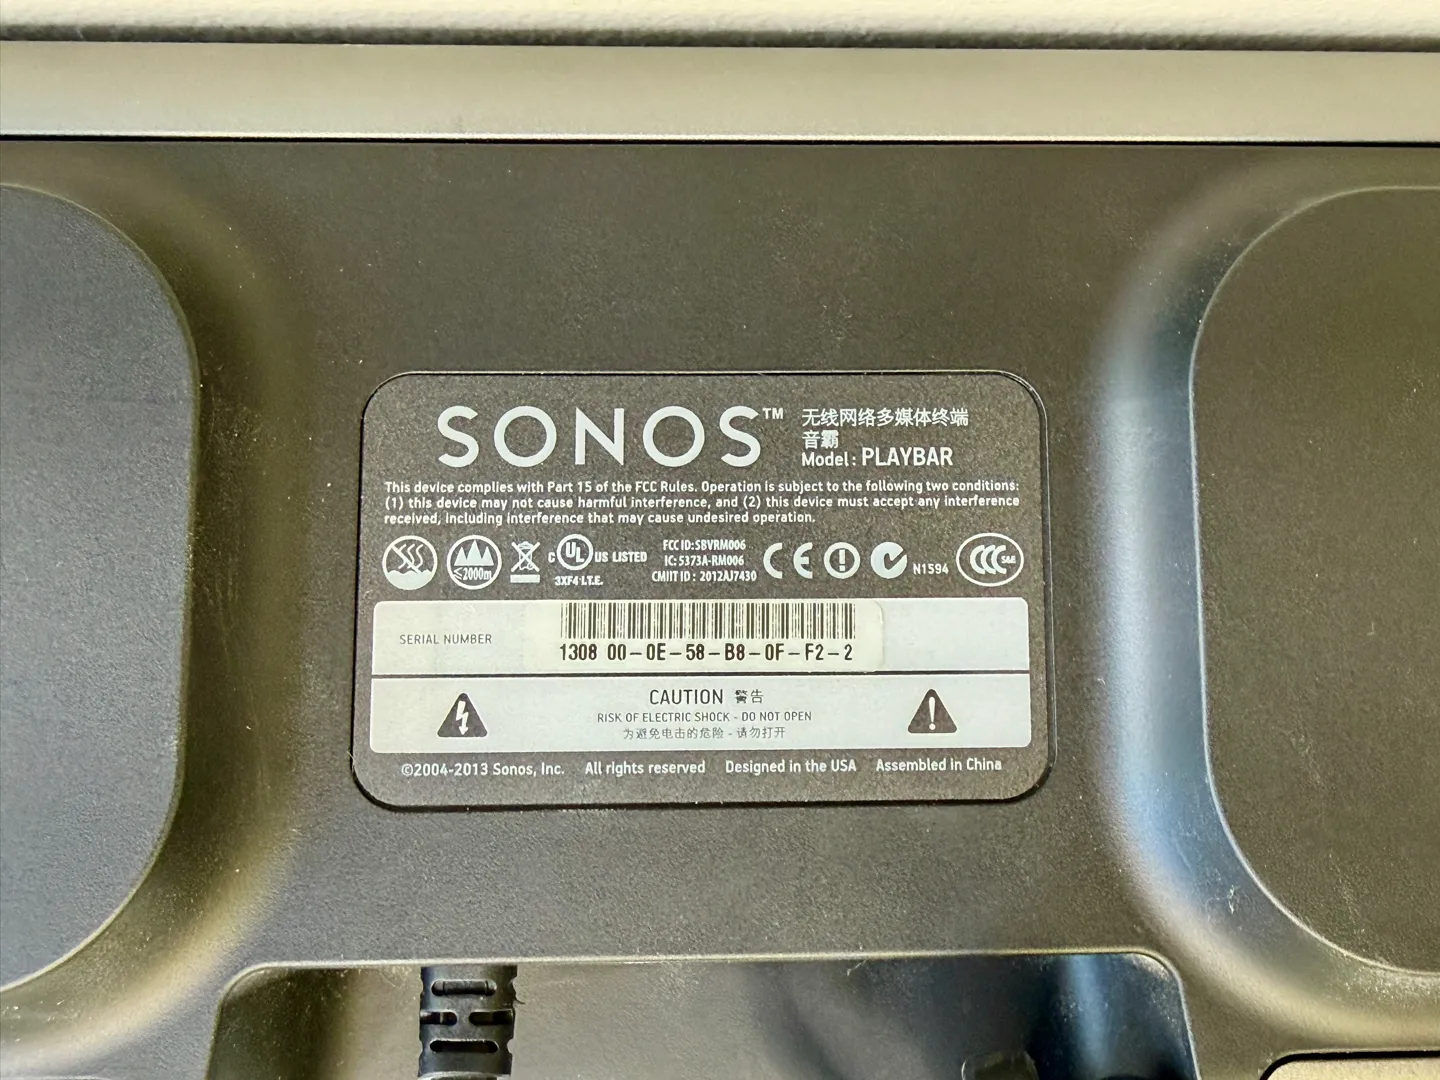 SONOS™
无线网络多媒体终端
音霸
Model: PLAYBAR
This device complies with Part 15 of the FCC Rules. Operation is subject to the following two conditions:
(1) this device may not cause harmful interference, and (2) this device must accept any interference
received, including interference that may cause undesired operation.
≤2000m
C UL US LISTED
3XF4 I.T.E.
FCC ID:SBVRM006
IC: 5373A-RM006
CMIIT ID: 2012AJ7430
CE
N1594
CCC S&E
SERIAL NUMBER
1308 00-0E-58-B8-0F-F2-2
CAUTION 警告
RISK OF ELECTRIC SHOCK - DO NOT OPEN
为避免电击的危险 - 请勿打开
©2004-2013 Sonos, Inc. All rights reserved Designed in the USA Assembled in China